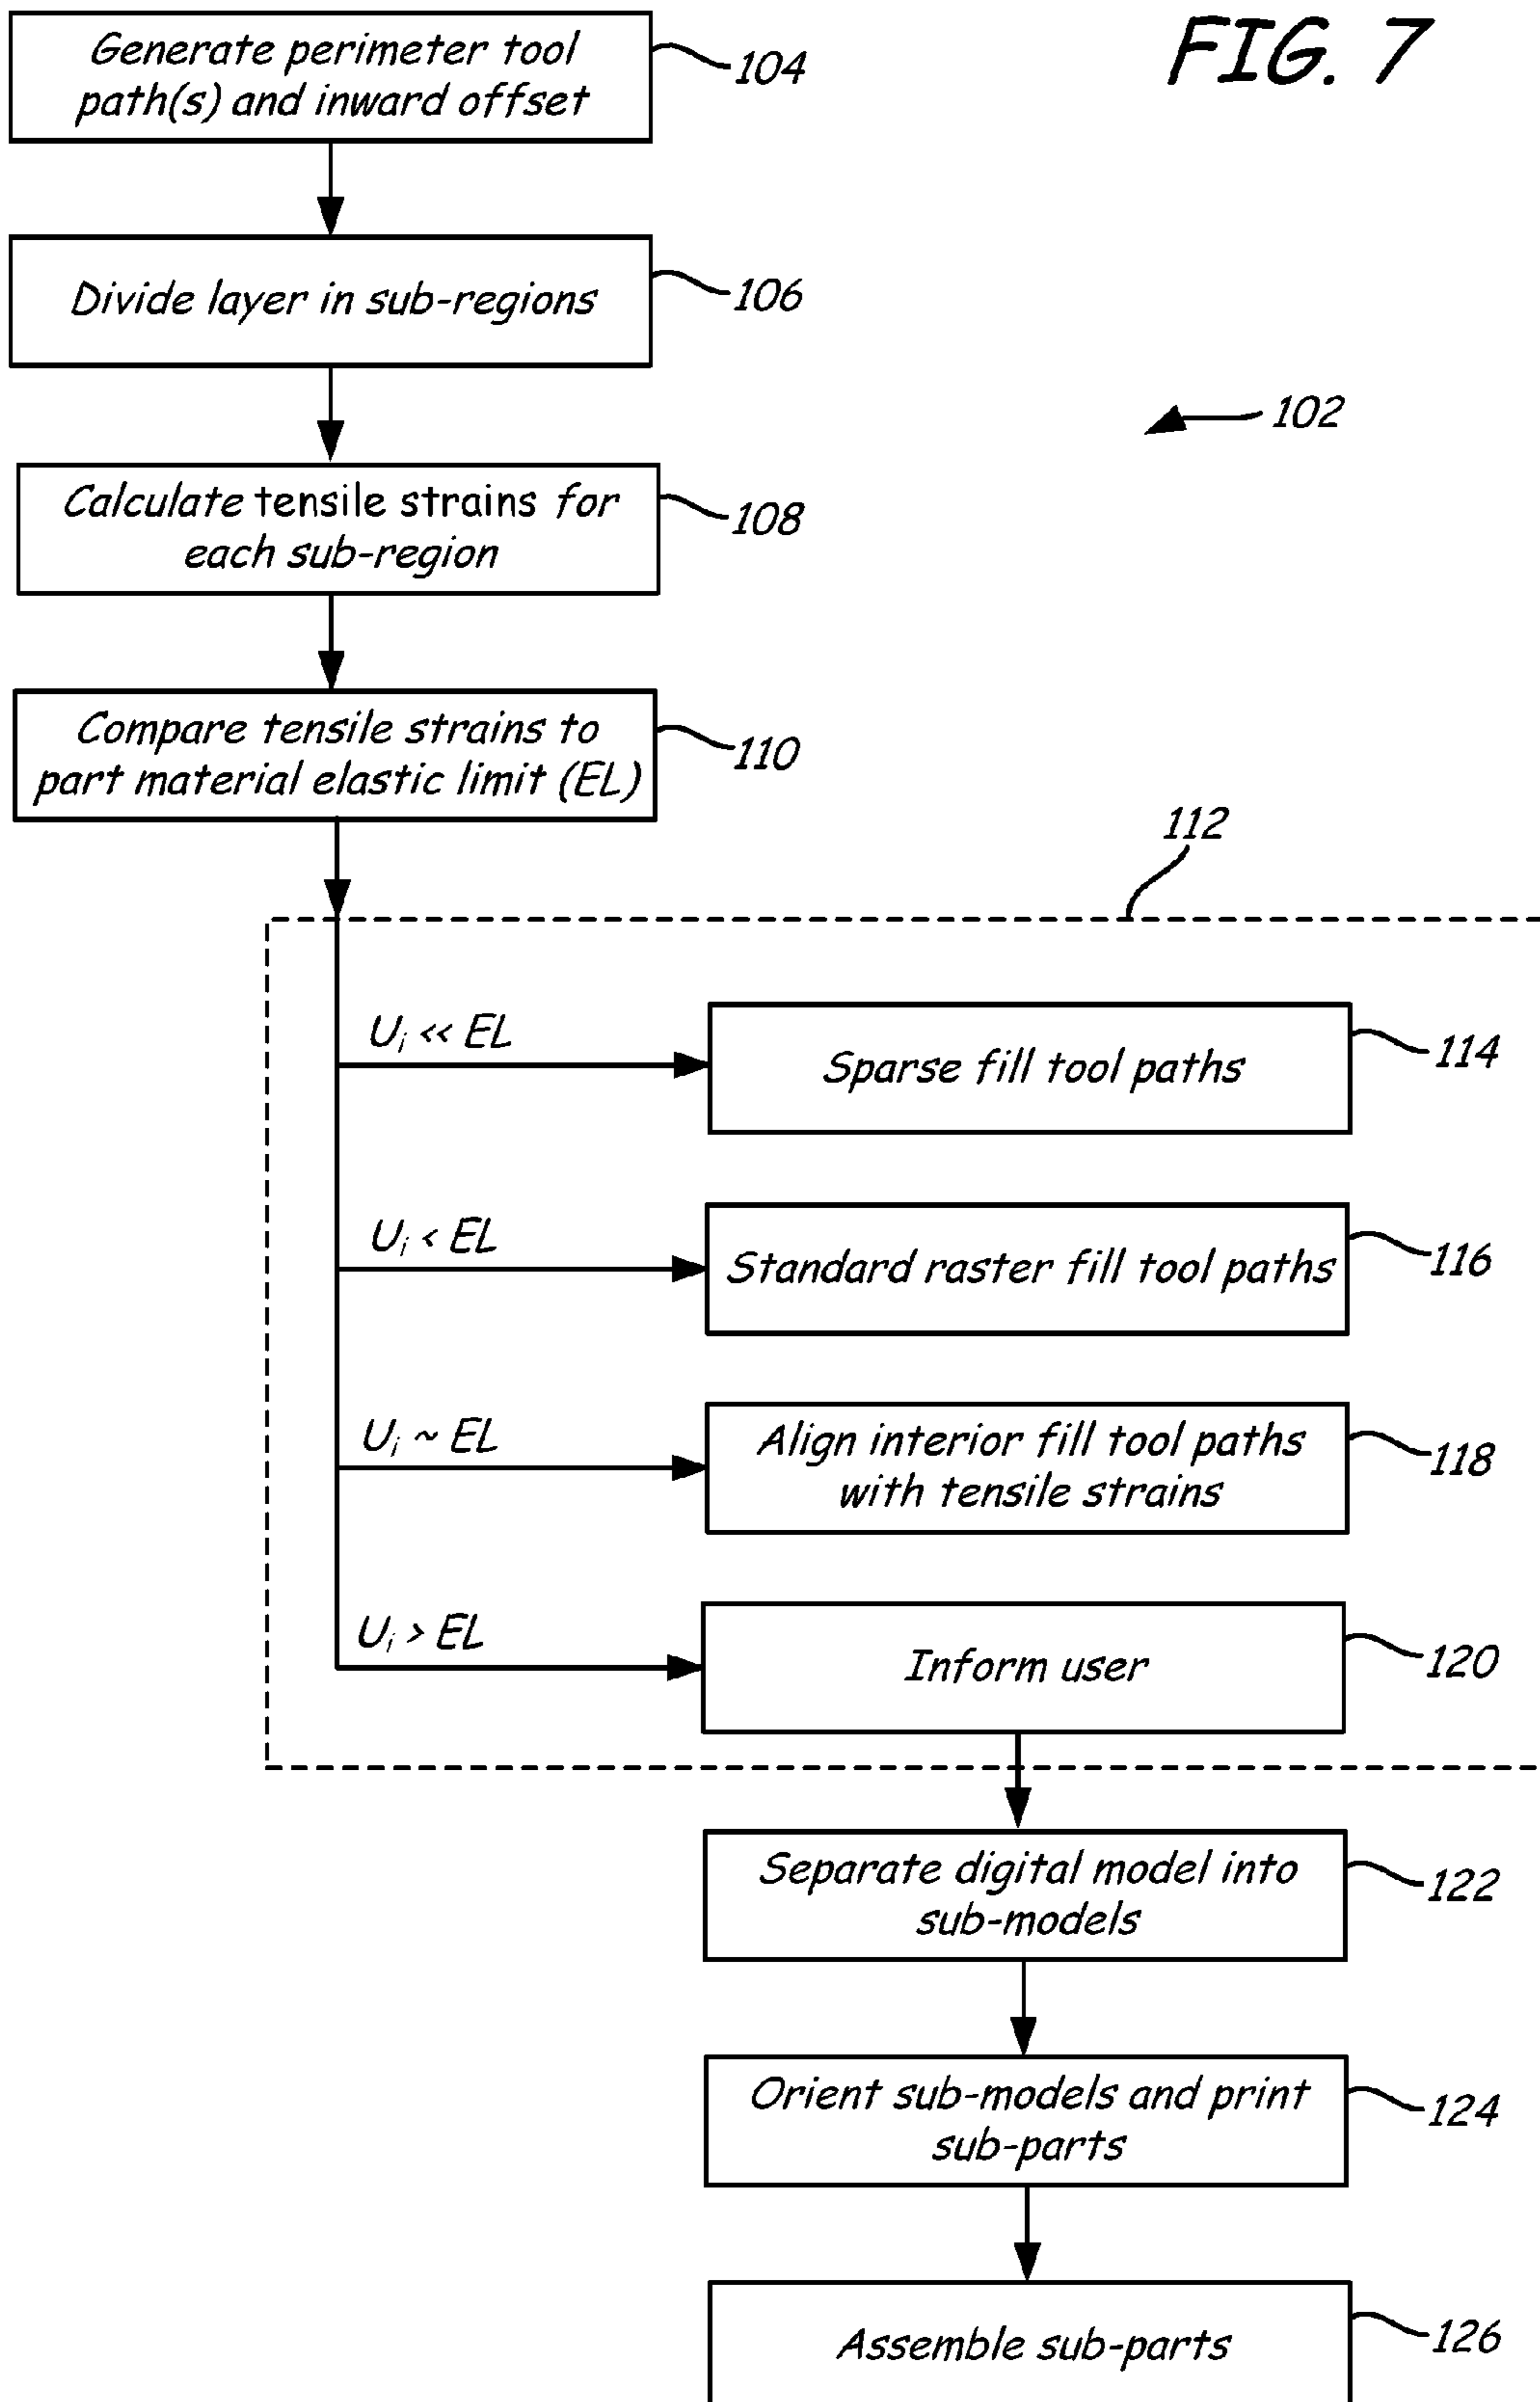 FIG. 7
Generate perimeter tool
path(s) and inward offset
104
Divide layer in sub-regions
106
102
Calculate tensile strains for
each sub-region
108
Compare tensile strains to
part material elastic limit (EL)
110
112
Ui << EL
Sparse fill tool paths
114
Ui < EL
Standard raster fill tool paths
116
Ui ~ EL
Align interior fill tool paths
with tensile strains
118
Ui > EL
Inform user
120
Separate digital model into
sub-models
122
Orient sub-models and print
sub-parts
124
Assemble sub-parts
126